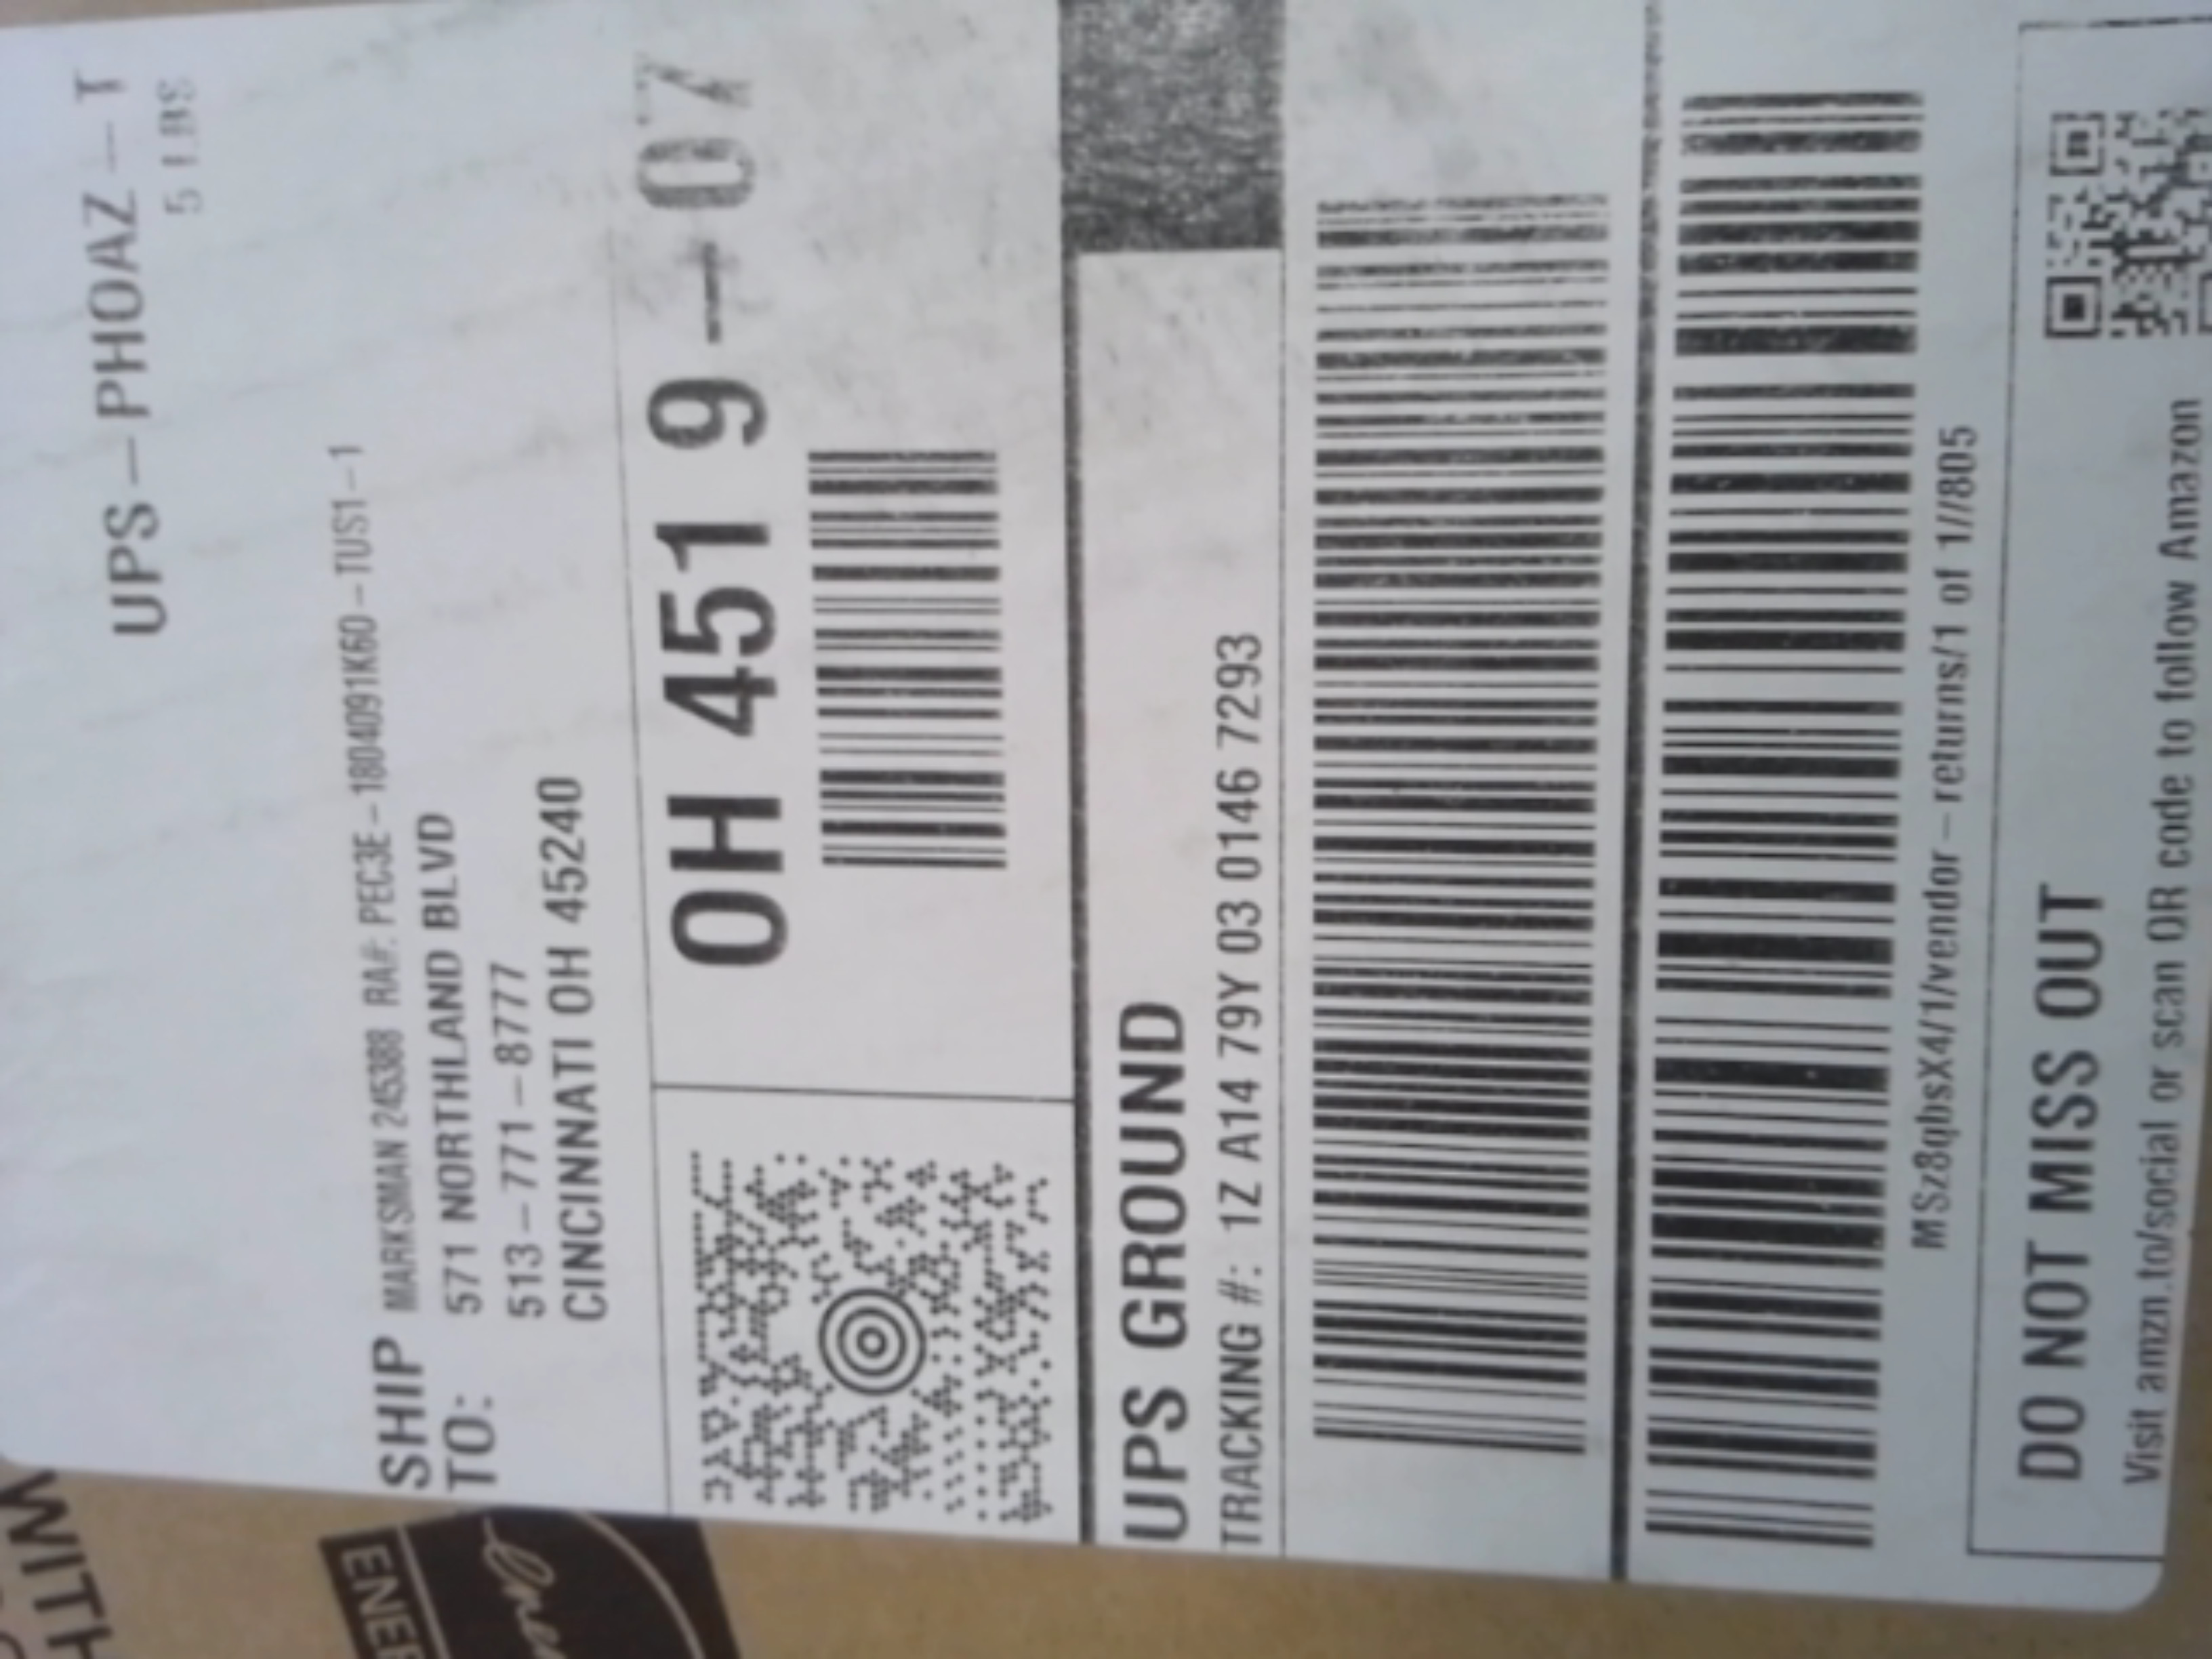 UPS-PHOAZ-T
5 LBS
SHIP
TO:
MARKSMAN 245388 RA#: PEC3E-1804091K60-TUS1-1
571 NORTHLAND BLVD
513-771-8777
CINCINNATI OH 45240
OH 451 9-07
UPS GROUND
TRACKING #: 1Z A14 79Y 03 0146 7293
MSz8qbsX4/1/vendor-returns/1 of 1//805
DO NOT MISS OUT
Visit amzn.to/social or scan QR code to follow Amazon
WITH
ENER